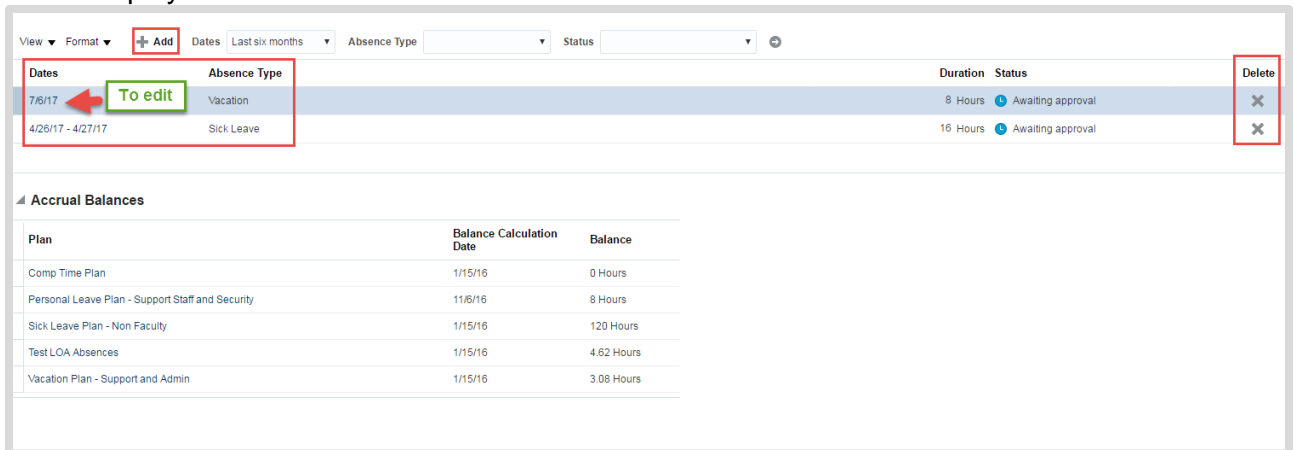 View ▼ Format ▼ Add Dates Last six months ▼ Absence Type ▼ Status ▼
Dates Absence Type Duration Status Delete
7/6/17 To edit Vacation 8 Hours Awaiting approval
4/26/17 - 4/27/17 Sick Leave 16 Hours Awaiting approval
Accrual Balances
Plan Balance Calculation Date Balance
Comp Time Plan 1/15/16 0 Hours
Personal Leave Plan - Support Staff and Security 11/6/16 8 Hours
Sick Leave Plan - Non Faculty 1/15/16 120 Hours
Test LOA Absences 1/15/16 4.62 Hours
Vacation Plan - Support and Admin 1/15/16 3.08 Hours